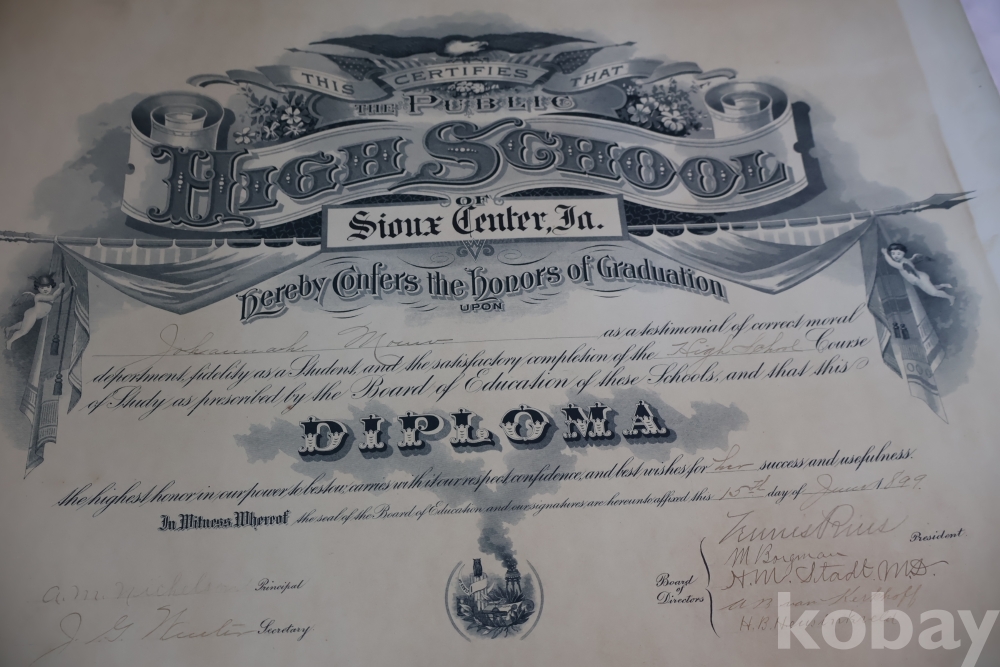 THIS CERTIFIES THAT
THE PUBLIC
HIGH SCHOOL
OF
Sioux Center, Ia.
Hereby Confers the Honors of Graduation
UPON
Johannah as a testimonial of correct moral
deportment, fidelity as a Student, and the satisfactory completion of the High School Course
of Study as prescribed by the Board of Education of these Schools, and that this
DIPLOMA
the highest honor in our power to bestow, carries with it our respect, confidence, and best wishes for her success and usefulness.
In Witness Whereof the seal of the Board of Education and our signatures, are hereunto affixed this 15th day of June 1899.
President
M. Borgman
H.M. Stadt M.D.
A. M. Principal
Board of Directors
J. G. Secretary
H.B.
kobay